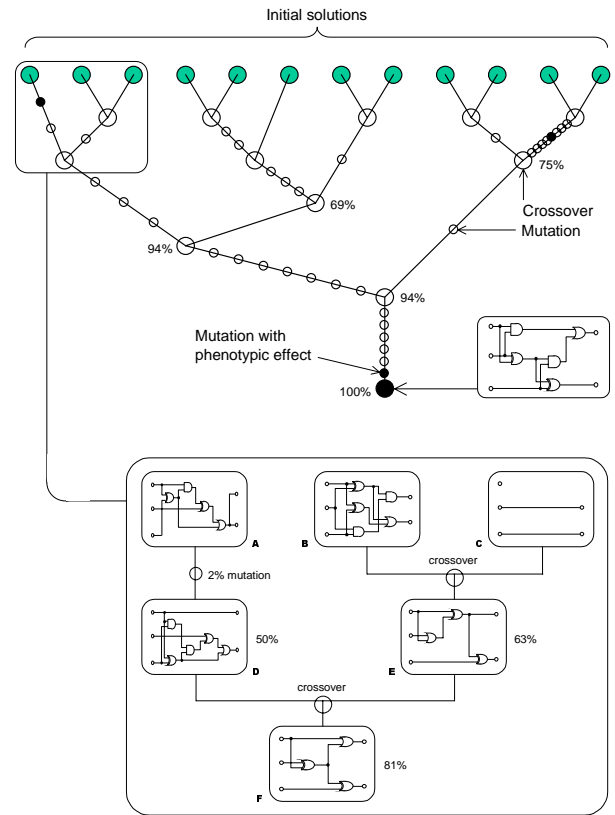 Initial solutions
75%
69%
Crossover
Mutation
94%
94%
Mutation with
phenotypic effect
100%
A
B
C
crossover
2% mutation
50%
63%
D
E
crossover
81%
F